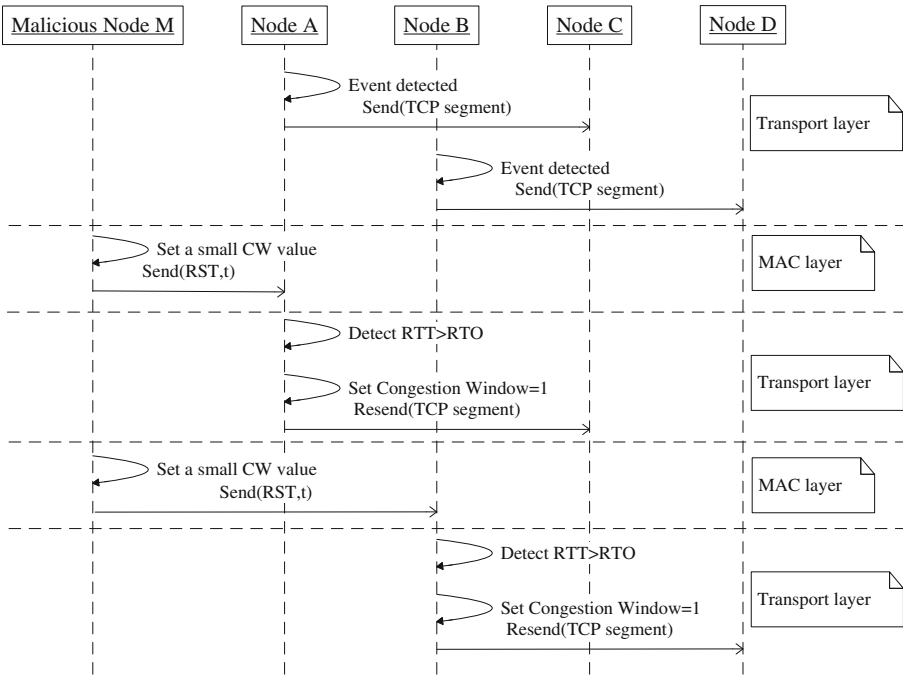 Malicious Node M
Node A
Node B
Node C
Node D
Event detected
Send(TCP segment)
Transport layer
Event detected
Send(TCP segment)
Set a small CW value
Send(RST,t)
MAC layer
Detect RTT>RTO
Set Congestion Window=1
Resend(TCP segment)
Transport layer
Set a small CW value
Send(RST,t)
MAC layer
Detect RTT>RTO
Set Congestion Window=1
Resend(TCP segment)
Transport layer